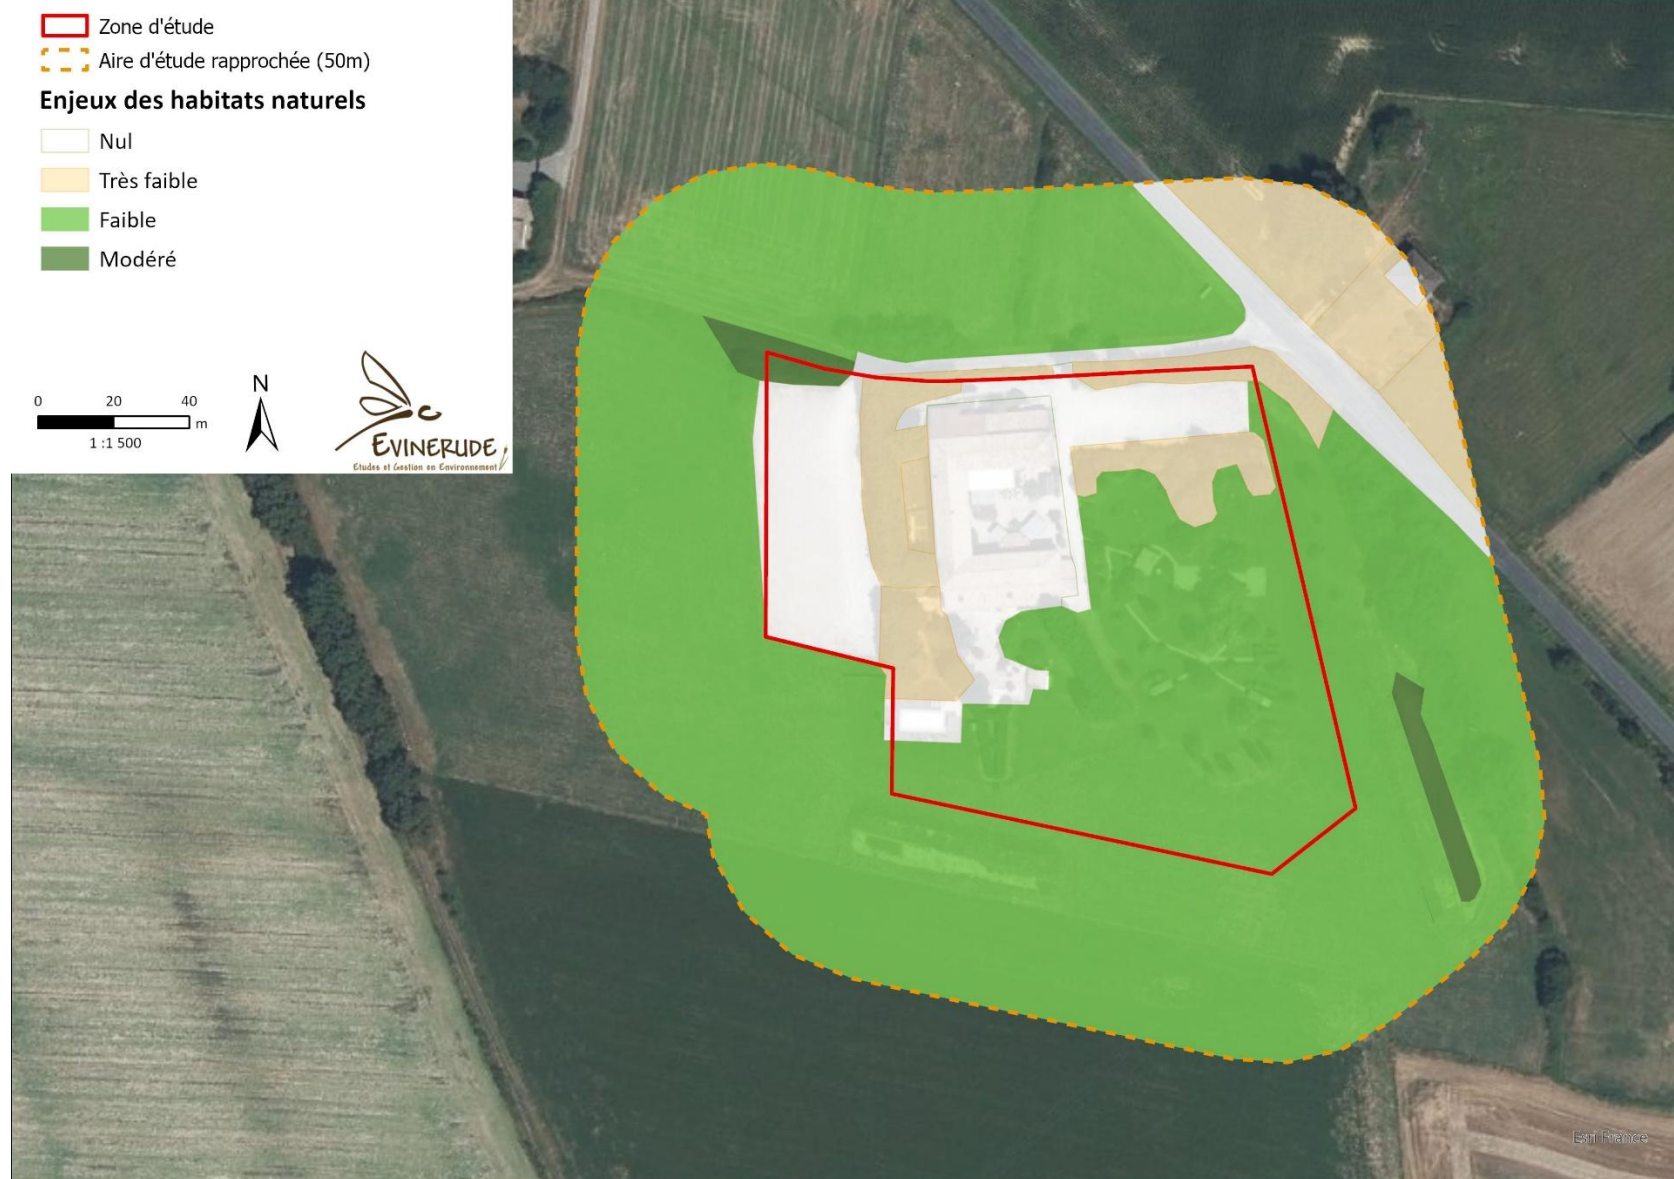 Zone d'étude
Aire d'étude rapprochée (50m)
Enjeux des habitats naturels
Nul
Très faible
Faible
Modéré
0 20 40
m
1 :1 500
N
EVINERUDE
Etudes et Gestion en Environnement
Esri France